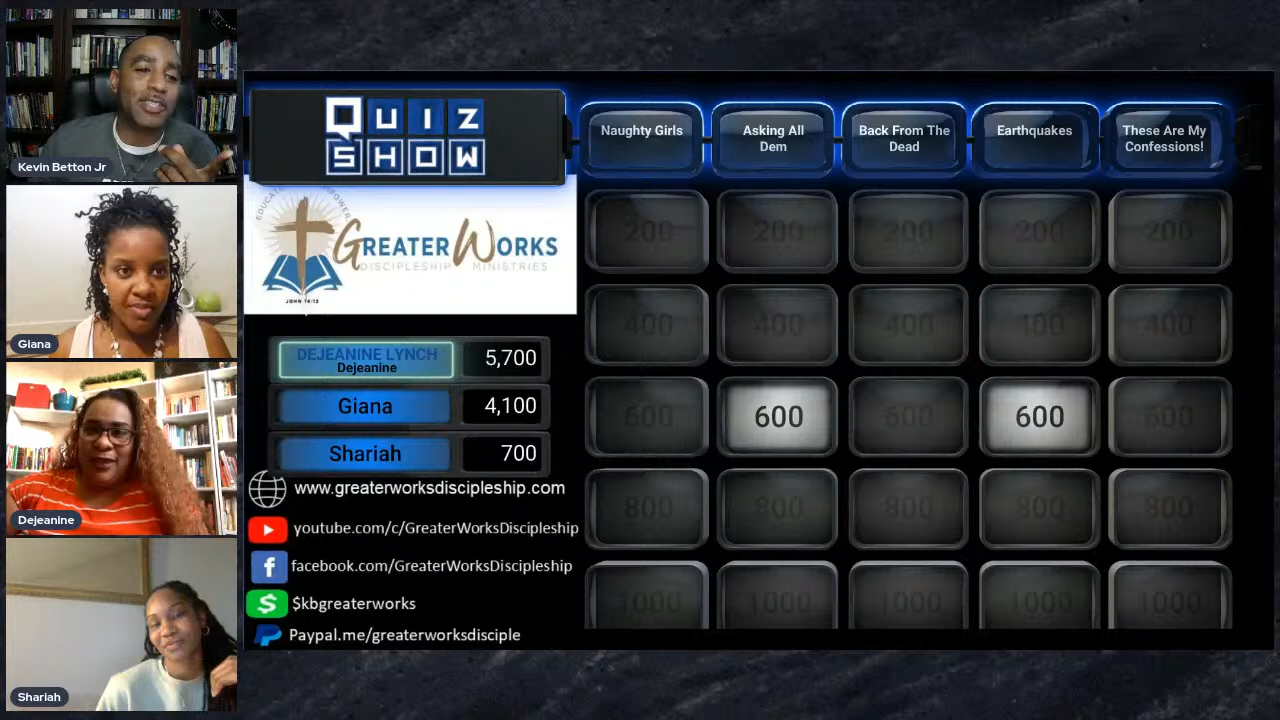 Kevin Betton Jr
Giana
Dejeanine
Shariah
QUIZ
SHOW
EDUCATE EMPOWER
GREATER WORKS
DISCIPLESHIP MINISTRIES
JOHN 14:12
DEJEANINE LYNCH
Dejeanine
5,700
Giana
4,100
Shariah
700
www.greaterworksdiscipleship.com
youtube.com/c/GreaterWorksDiscipleship
facebook.com/GreaterWorksDiscipleship
$kbgreaterworks
Paypal.me/greaterworksdisciple
Naughty Girls
Asking All
Dem
Back From The
Dead
Earthquakes
These Are My
Confessions!
200 200 200 200 200
400 400 400 400 400
600 600 600 600 600
800 800 800 800 800
1000 1000 1000 1000 1000